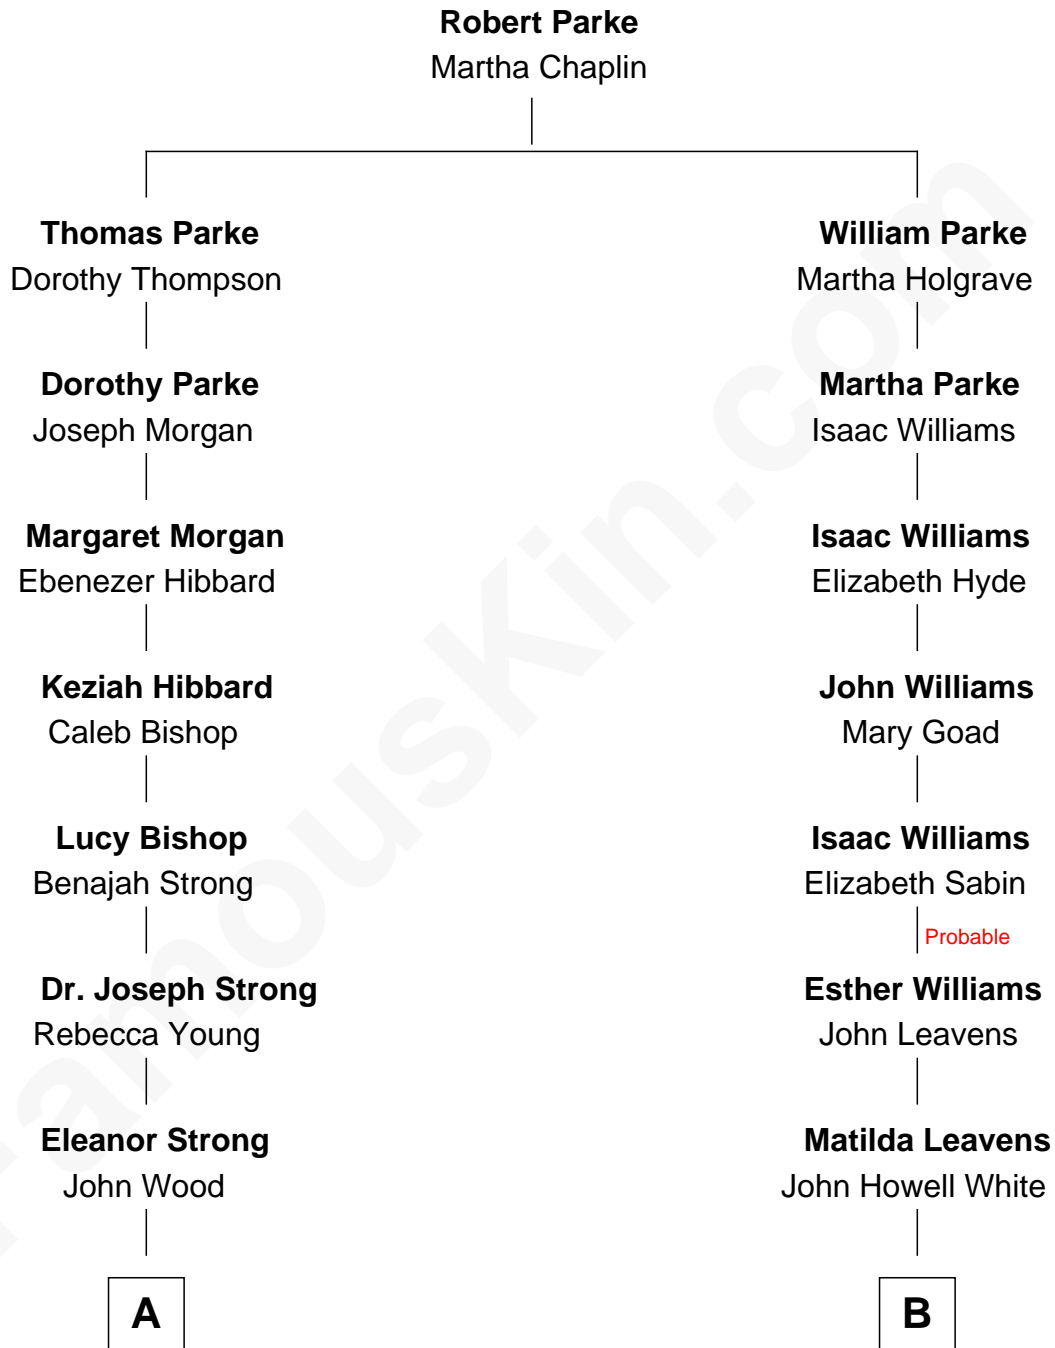 Robert Parke
Martha Chaplin
Thomas Parke
Dorothy Thompson
William Parke
Martha Holgrave
Dorothy Parke
Joseph Morgan
Martha Parke
Isaac Williams
Margaret Morgan
Ebenezer Hibbard
Isaac Williams
Elizabeth Hyde
Keziah Hibbard
Caleb Bishop
John Williams
Mary Goad
Lucy Bishop
Benajah Strong
Isaac Williams
Elizabeth Sabin
Probable
Dr. Joseph Strong
Rebecca Young
Esther Williams
John Leavens
Eleanor Strong
John Wood
Matilda Leavens
John Howell White
A
B
FamousKin.com